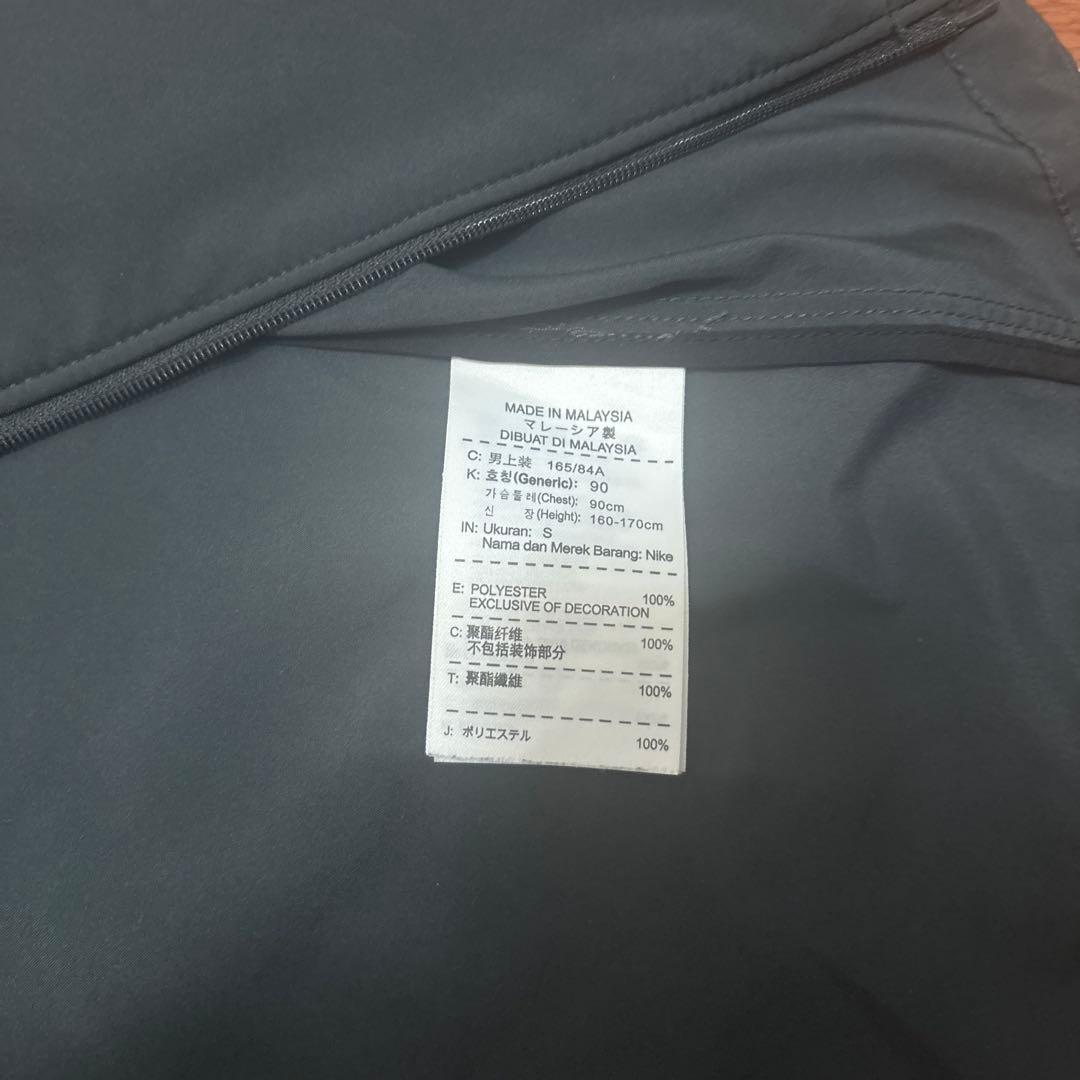 MADE IN MALAYSIA
マレーシア製
DIBUAT DI MALAYSIA
C: 男上装 165/84A
K: 호칭(Generic): 90
가슴둘레(Chest): 90cm
신 장(Height): 160-170cm
IN: Ukuran: S
Nama dan Merek Barang: Nike
E: POLYESTER 100%
EXCLUSIVE OF DECORATION
C: 聚酯纤维 100%
不包括装饰部分
T: 聚酯纖維 100%
J: ポリエステル 100%